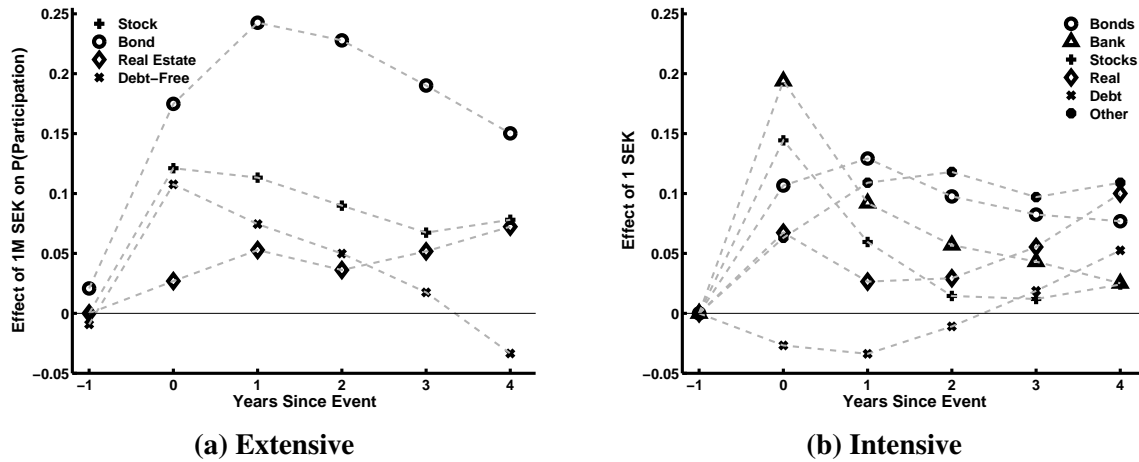 0.25
0.2
0.15
0.1
0.05
0
−0.05
−1
0
1
2
3
4
Effect of 1M SEK on P(Participation)
Years Since Event
Stock
Bond
Real Estate
Debt−Free
(a) Extensive
0.25
0.2
0.15
0.1
0.05
0
−0.05
−1
0
1
2
3
4
Effect of 1 SEK
Years Since Event
Bonds
Bank
Stocks
Real
Debt
Other
(b) Intensive